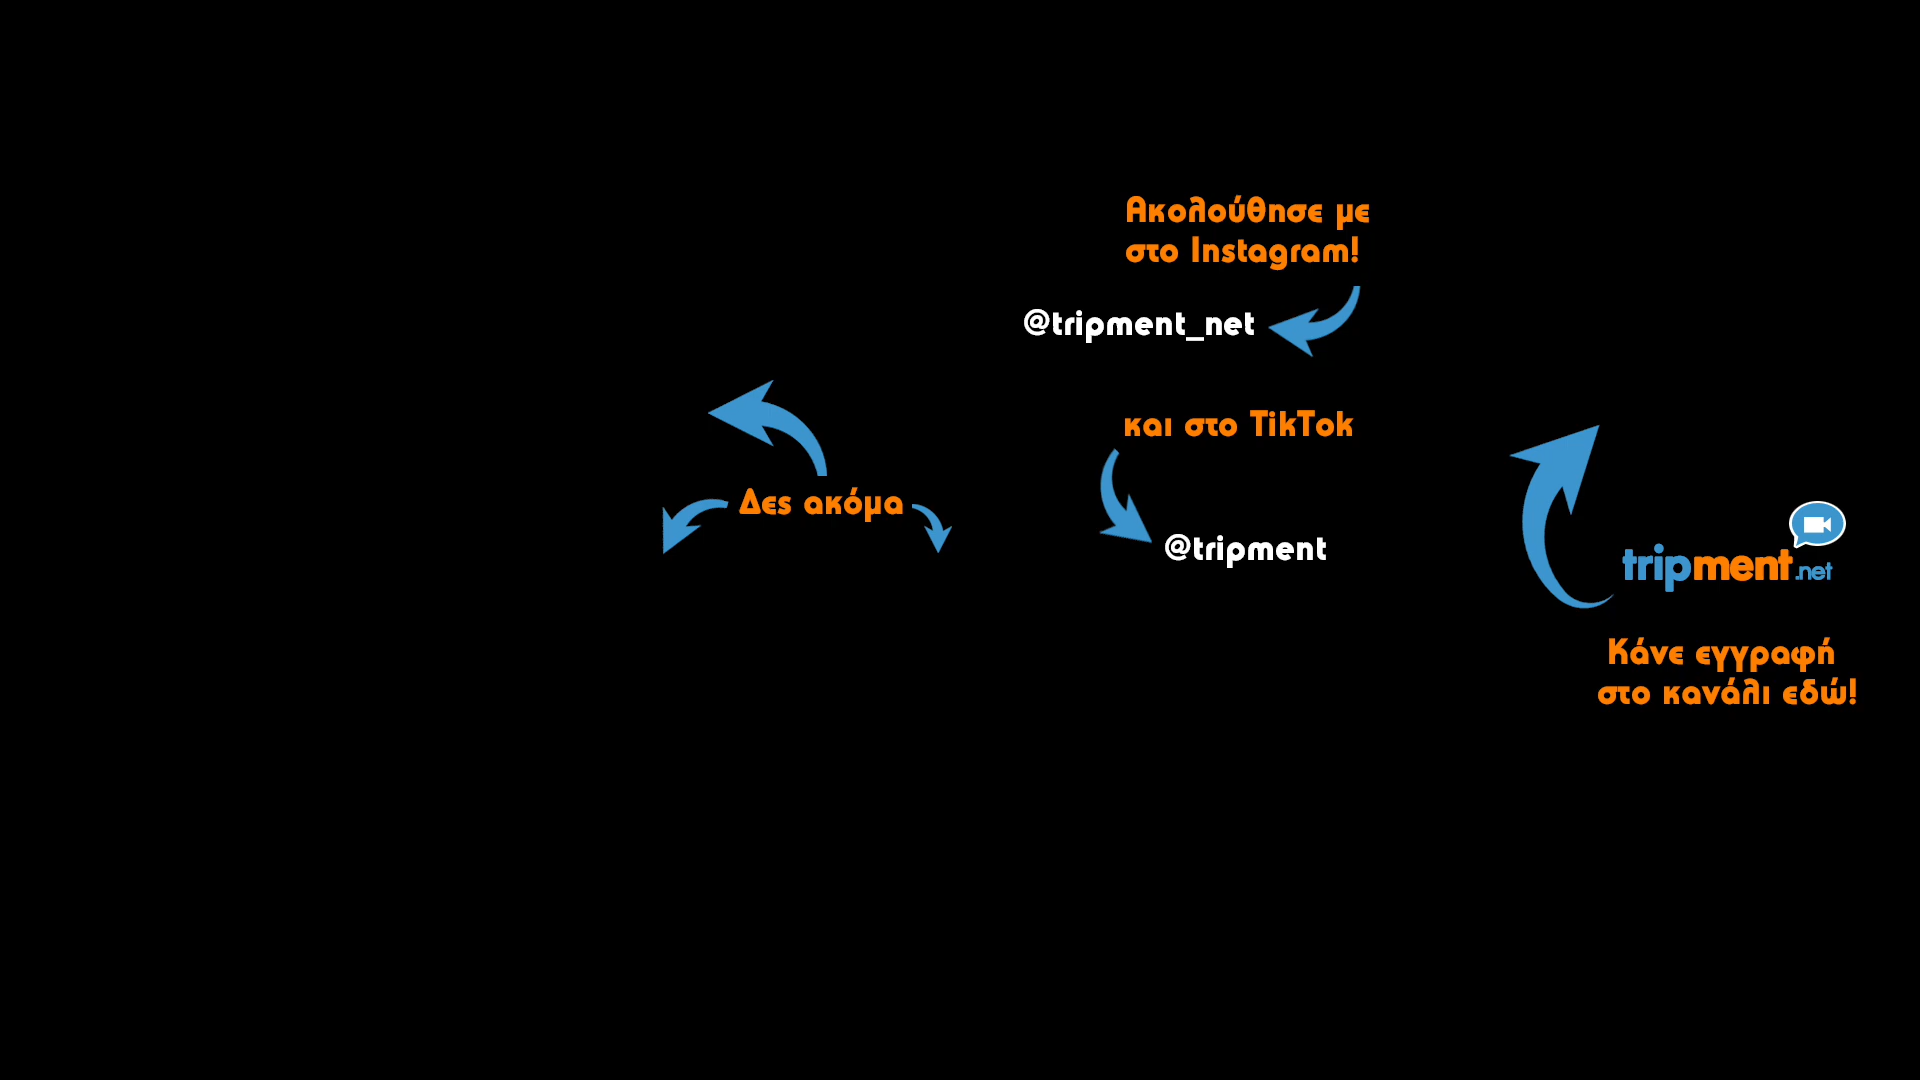 Ακολούθησε με
στο Instagram!
@tripment_net
και στο TikTok
@tripment
Δες ακόμα
tripment.net
Κάνε εγγραφή
στο κανάλι εδώ!